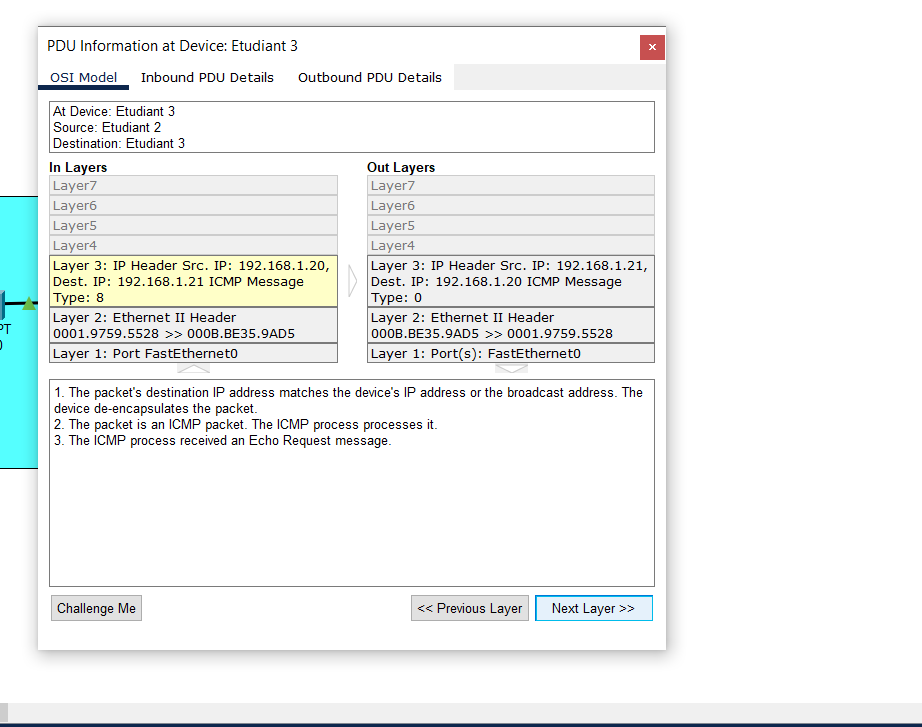 PDU Information at Device: Etudiant 3
×
OSI Model
Inbound PDU Details
Outbound PDU Details
At Device: Etudiant 3
Source: Etudiant 2
Destination: Etudiant 3
In Layers
Layer7
Layer6
Layer5
Layer4
Layer 3: IP Header Src. IP: 192.168.1.20,
Dest. IP: 192.168.1.21 ICMP Message
Type: 8
Layer 2: Ethernet II Header
0001.9759.5528 >> 000B.BE35.9AD5
Layer 1: Port FastEthernet0
Out Layers
Layer7
Layer6
Layer5
Layer4
Layer 3: IP Header Src. IP: 192.168.1.21,
Dest. IP: 192.168.1.20 ICMP Message
Type: 0
Layer 2: Ethernet II Header
000B.BE35.9AD5 >> 0001.9759.5528
Layer 1: Port(s): FastEthernet0
1. The packet's destination IP address matches the device's IP address or the broadcast address. The
device de-encapsulates the packet.
2. The packet is an ICMP packet. The ICMP process processes it.
3. The ICMP process received an Echo Request message.
Challenge Me
<< Previous Layer
Next Layer >>
PT
0